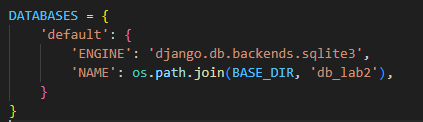 DATABASES = {
    'default': {
        'ENGINE': 'django.db.backends.sqlite3',
        'NAME': os.path.join(BASE_DIR, 'db_lab2'),
    }
}